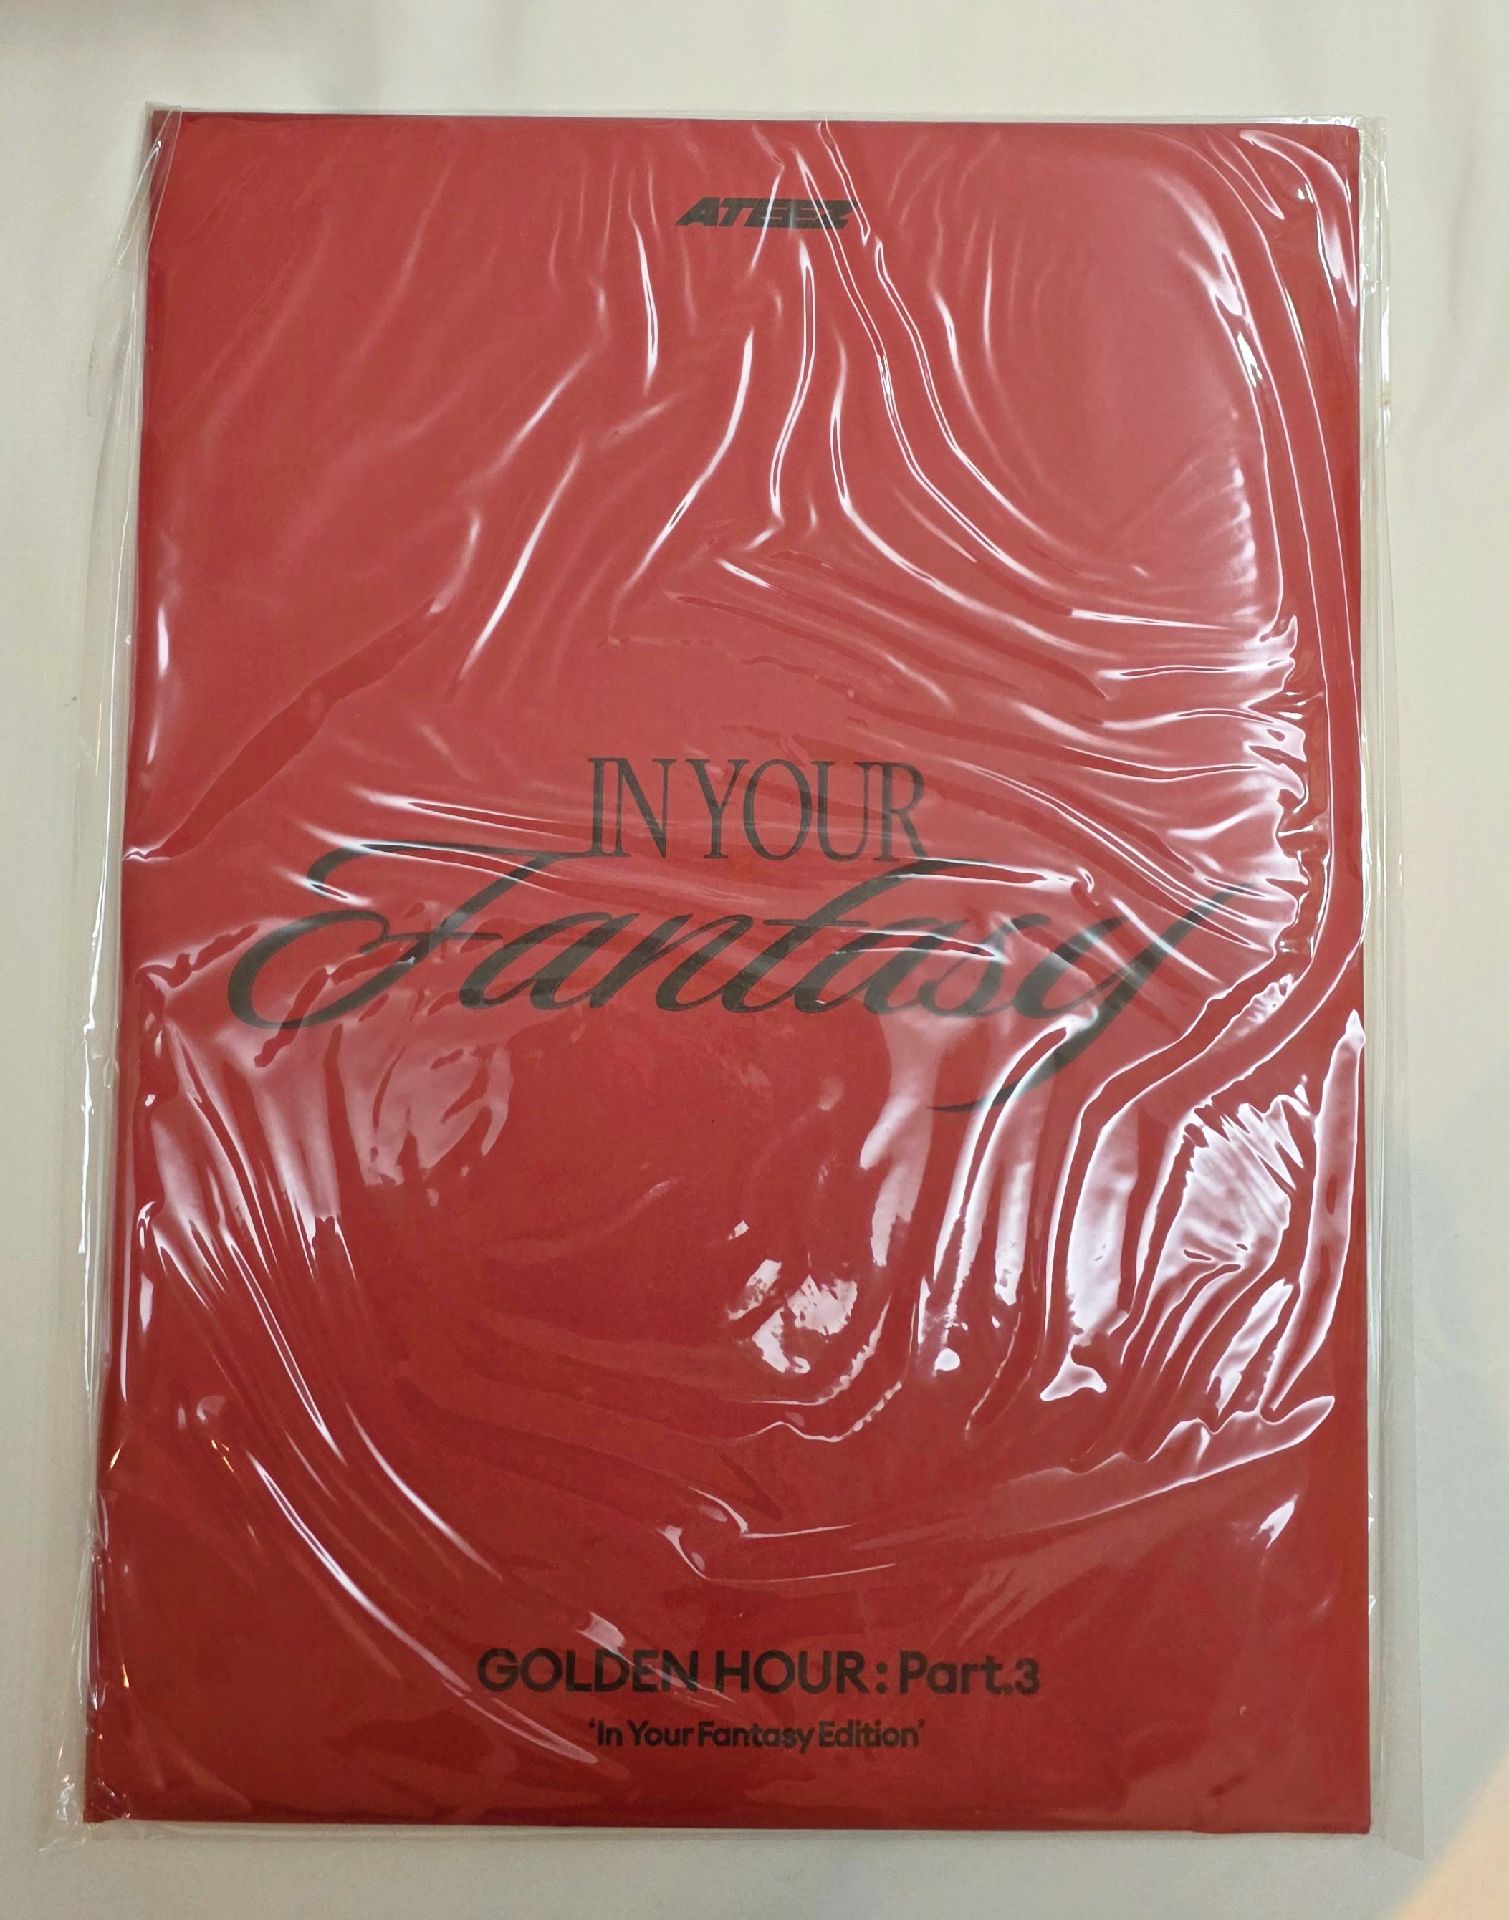 ATEEZ
IN YOUR
Fantasy
GOLDEN HOUR : Part.3
'In Your Fantasy Edition'